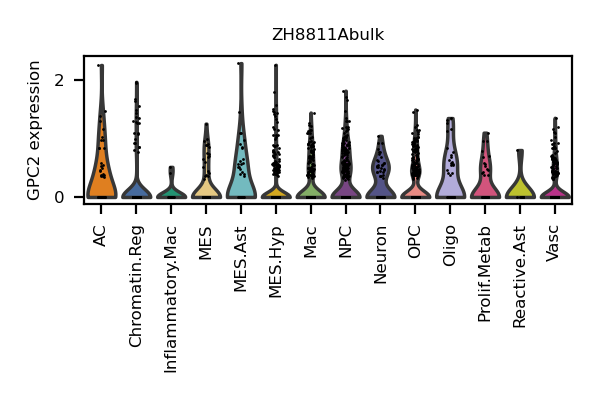 ZH8811Abulk
GPC2 expression
2
0
AC
Chromatin.Reg
Inflammatory.Mac
MES
MES.Ast
MES.Hyp
Mac
NPC
Neuron
OPC
Oligo
Prolif.Metab
Reactive.Ast
Vasc